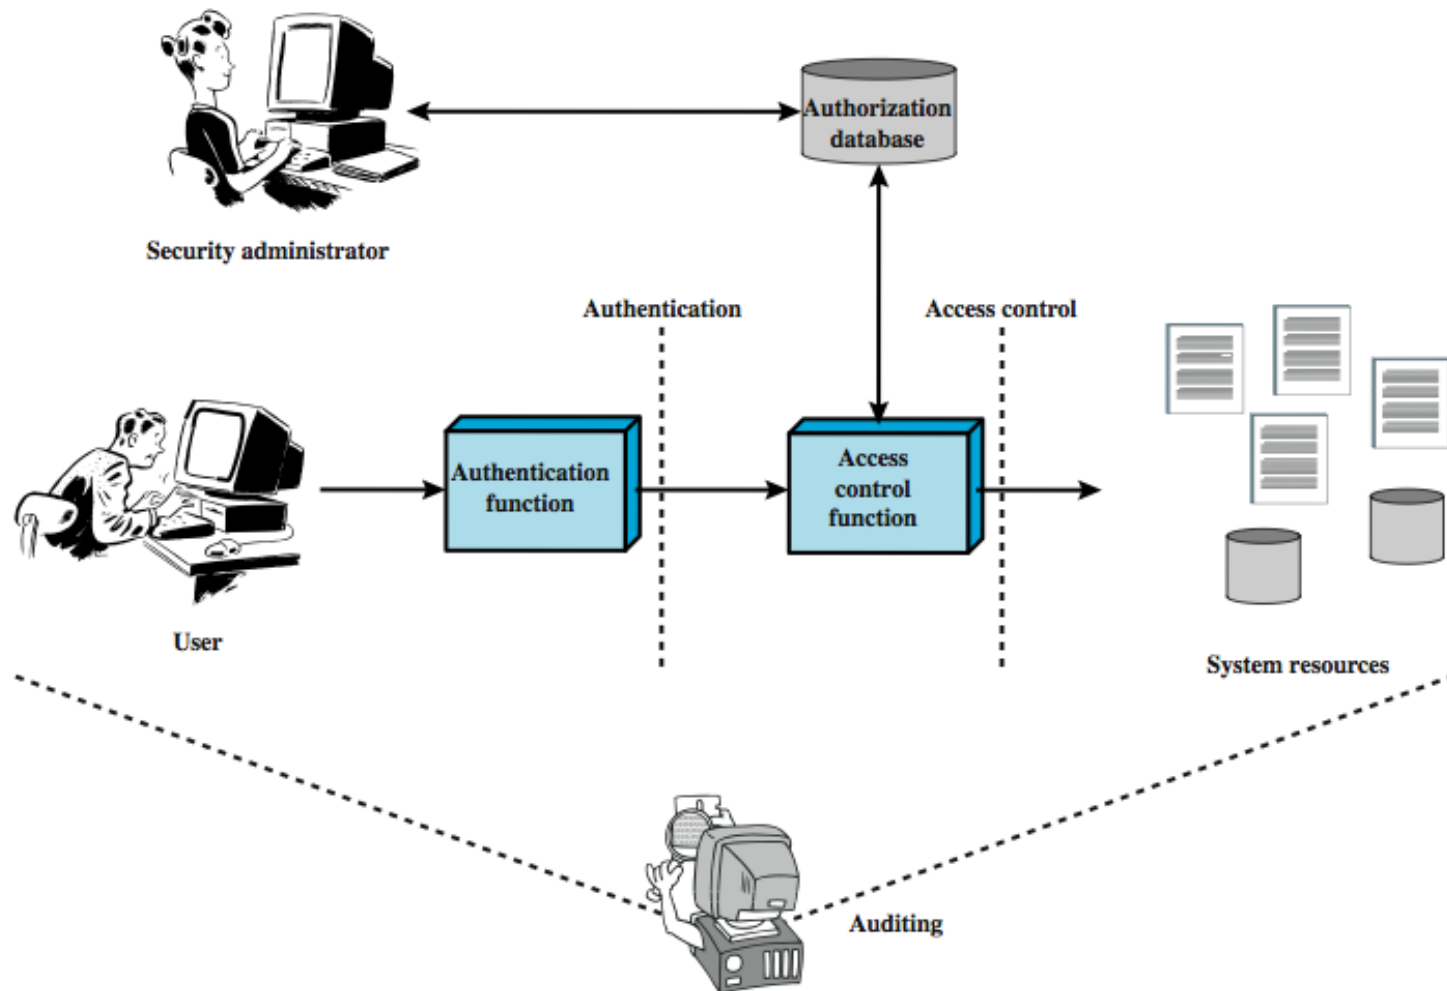 Authorization
database
Security administrator
Authentication
Access control
Authentication
function
Access
control
function
User
System resources
Auditing